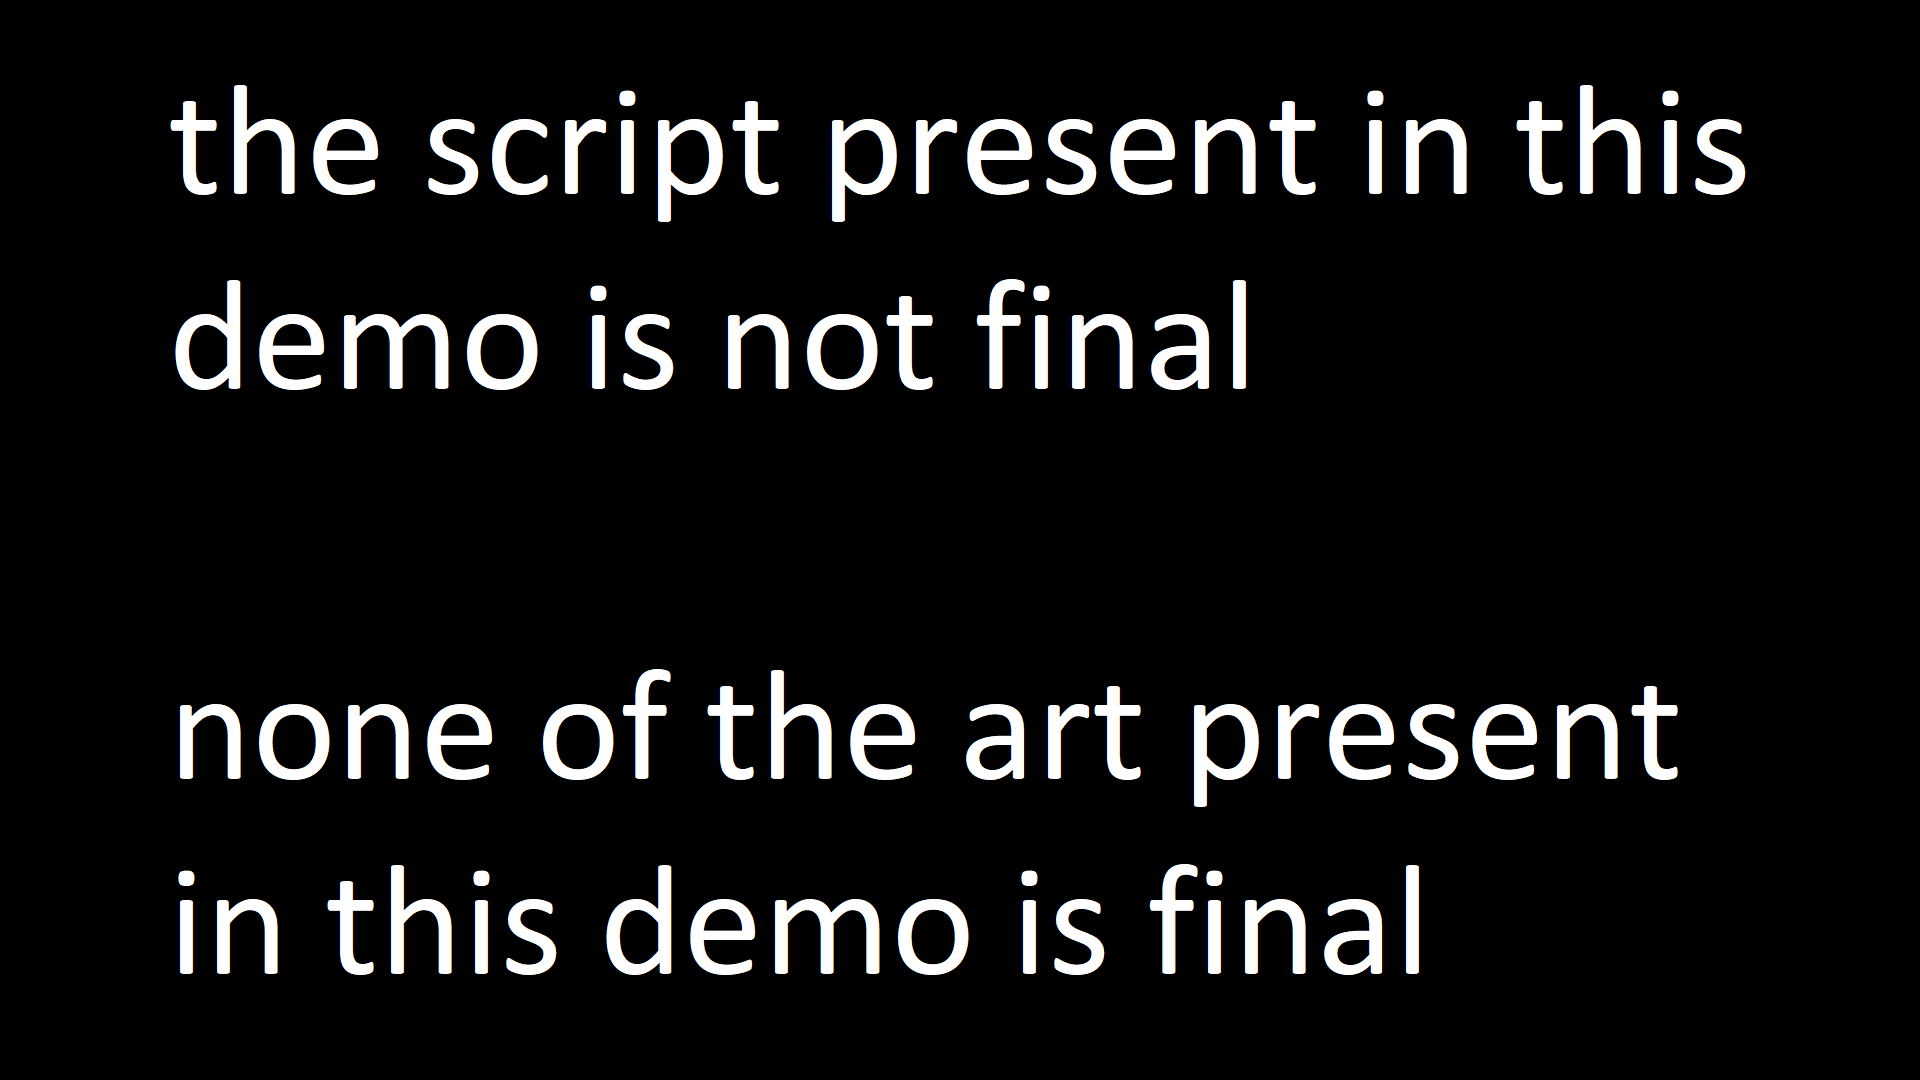 the script present in this
demo is not final
none of the art present
in this demo is final